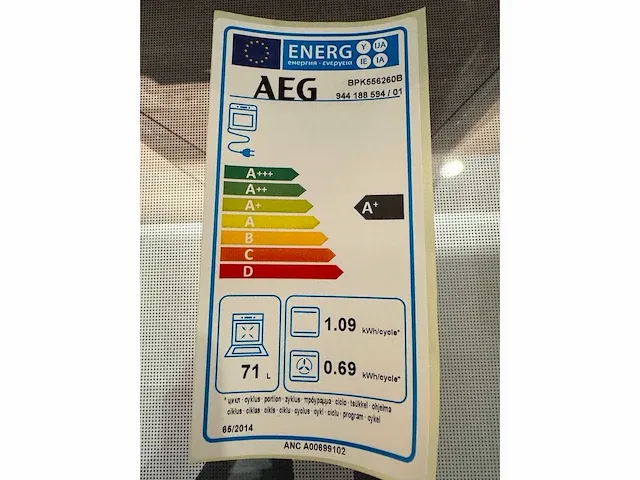 ENERG Y IJA
енергия · ενεργεια IE IA
AEG
BPK556260B
944 188 594 / 01
A+++
A++
A+
A
B
C
D
A+
71 L
1.09 kWh/cycle*
0.69 kWh/cycle*
* цикъл · cyklus · portion · zyklus · πρόγραμμα · ciclo · tsükkel · ohjelma
ciklus · ciklas · cikls · ċiklu · cyclus · cykl · ciclu · program · cykel
65/2014
ANC A00699102